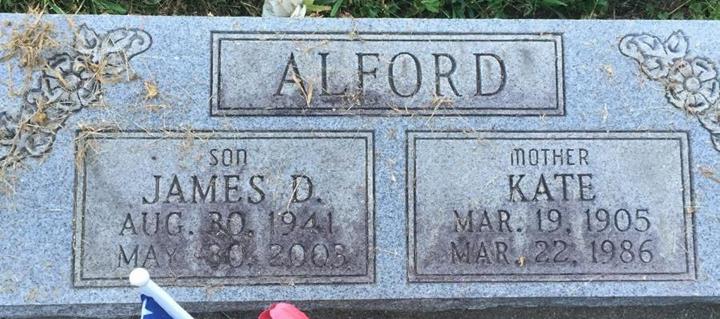 ALFORD
SON
JAMES D.
AUG. 30, 1941
MAY 30, 2003
MOTHER
KATE
MAR. 19, 1905
MAR. 22, 1986